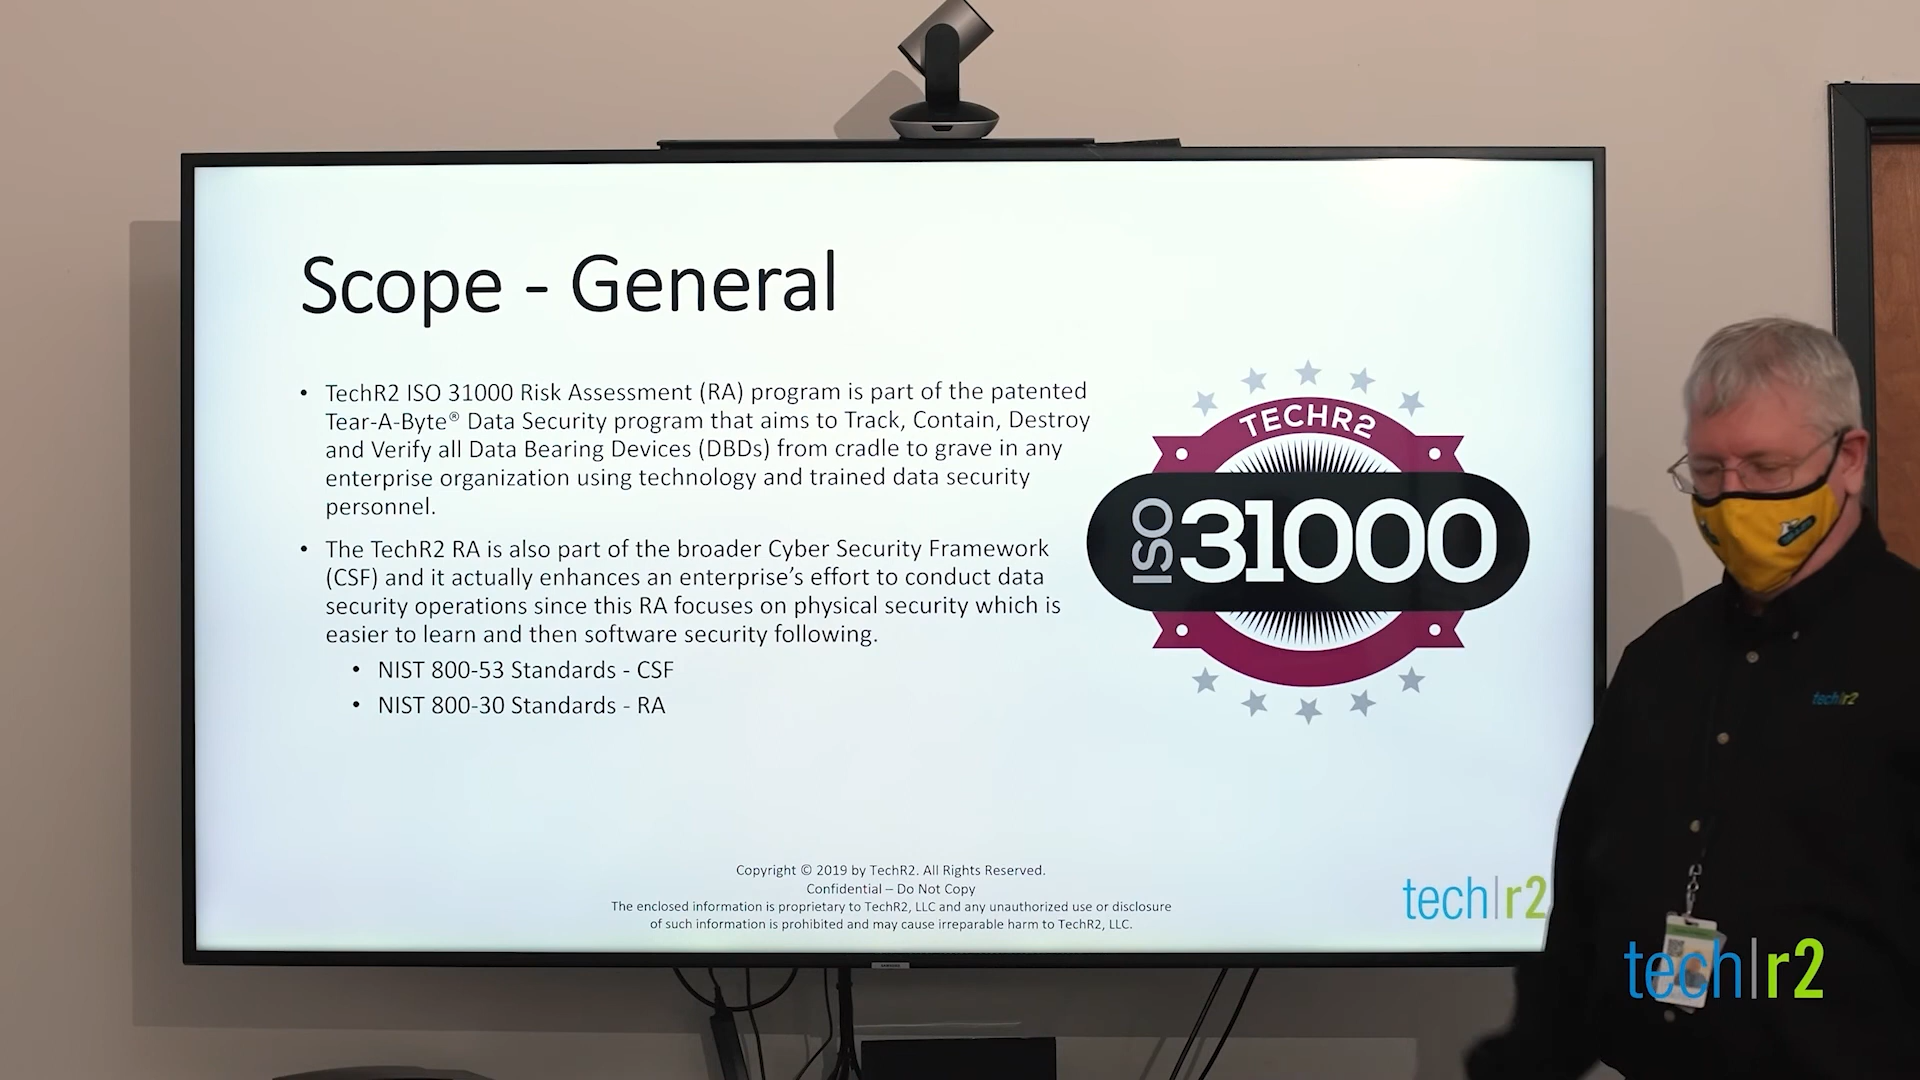 Scope - General
• TechR2 ISO 31000 Risk Assessment (RA) program is part of the patented
Tear-A-Byte® Data Security program that aims to Track, Contain, Destroy
and Verify all Data Bearing Devices (DBDs) from cradle to grave in any
enterprise organization using technology and trained data security
personnel.
• The TechR2 RA is also part of the broader Cyber Security Framework
(CSF) and it actually enhances an enterprise’s effort to conduct data
security operations since this RA focuses on physical security which is
easier to learn and then software security following.
• NIST 800-53 Standards - CSF
• NIST 800-30 Standards - RA
TECHR2
ISO 31000
Copyright © 2019 by TechR2. All Rights Reserved.
Confidential – Do Not Copy
The enclosed information is proprietary to TechR2, LLC and any unauthorized use or disclosure
of such information is prohibited and may cause irreparable harm to TechR2, LLC.
tech|r2
SAMSUNG
tech|r2
tech|r2